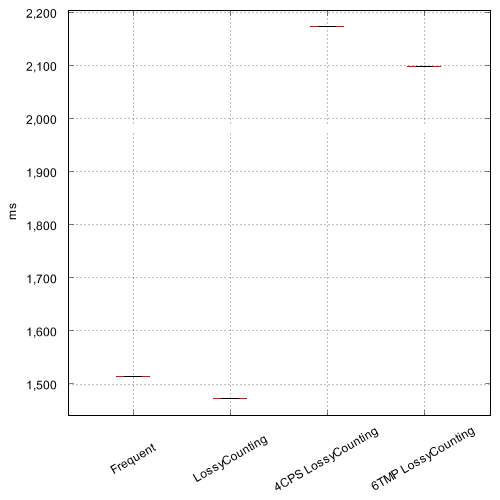 2,200
2,100
2,000
1,900
1,800
1,700
1,600
1,500
ms
Frequent
LossyCounting
4CPS LossyCounting
6TMP LossyCounting